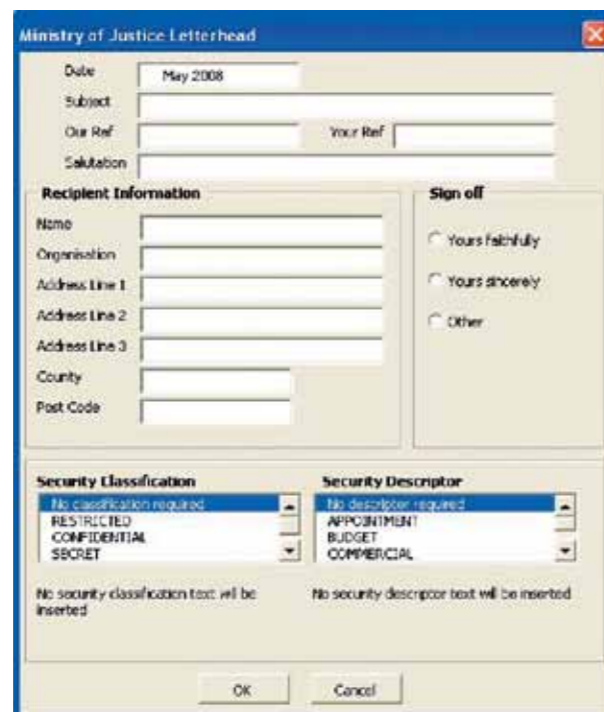 Ministry of Justice Letterhead
Date May 2008
Subject
Our Ref Your Ref
Salutation
Recipient Information
Name
Organisation
Address Line 1
Address Line 2
Address Line 3
County
Post Code
Sign off
Yours faithfully
Yours sincerely
Other
Security Classification
No classification required
RESTRICTED
CONFIDENTIAL
SECRET
No security classification text will be
inserted
Security Descriptor
No descriptor required
APPOINTMENT
BUDGET
COMMERCIAL
No security descriptor text will be inserted
OK Cancel